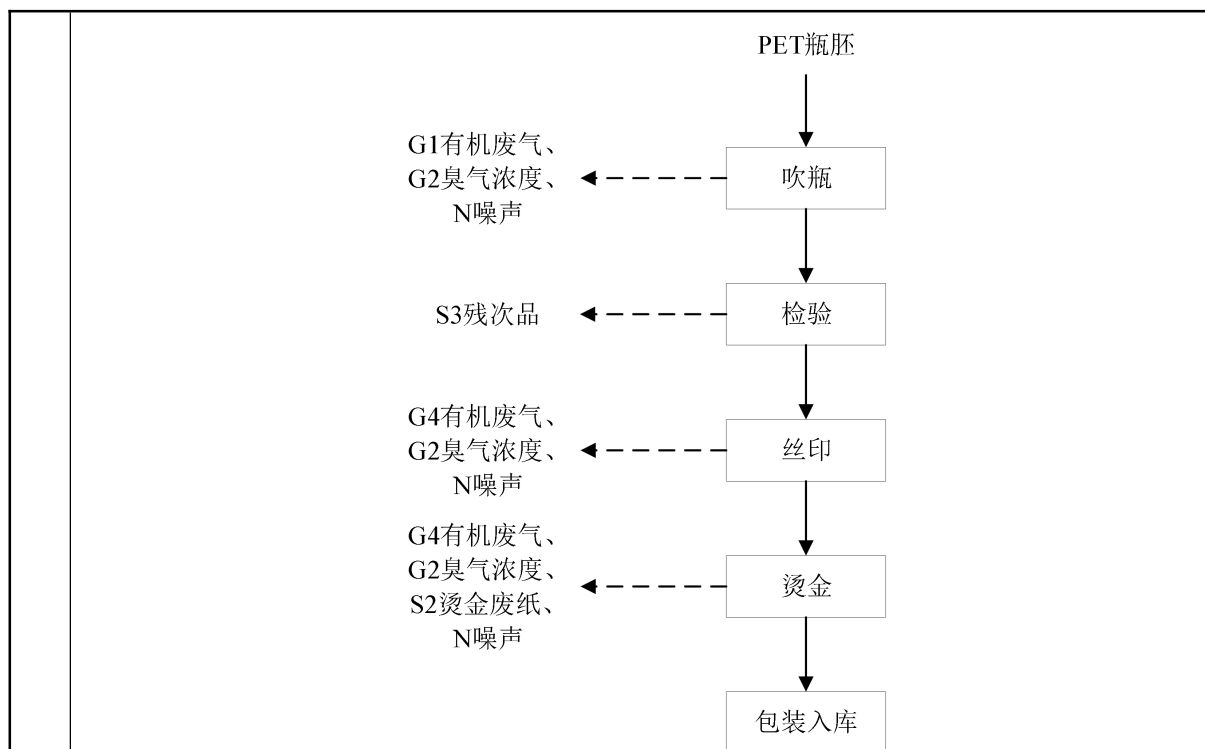 PET瓶胚
G1有机废气、
G2臭气浓度、
N噪声
吹瓶
S3残次品
检验
G4有机废气、
G2臭气浓度、
N噪声
丝印
G4有机废气、
G2臭气浓度、
S2烫金废纸、
N噪声
烫金
包装入库